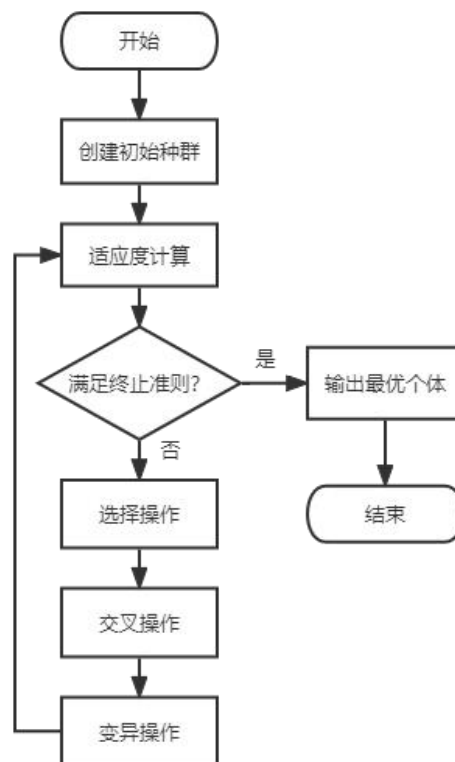 开始
创建初始种群
适应度计算
满足终止准则？
是
输出最优个体
否
选择操作
结束
交叉操作
变异操作